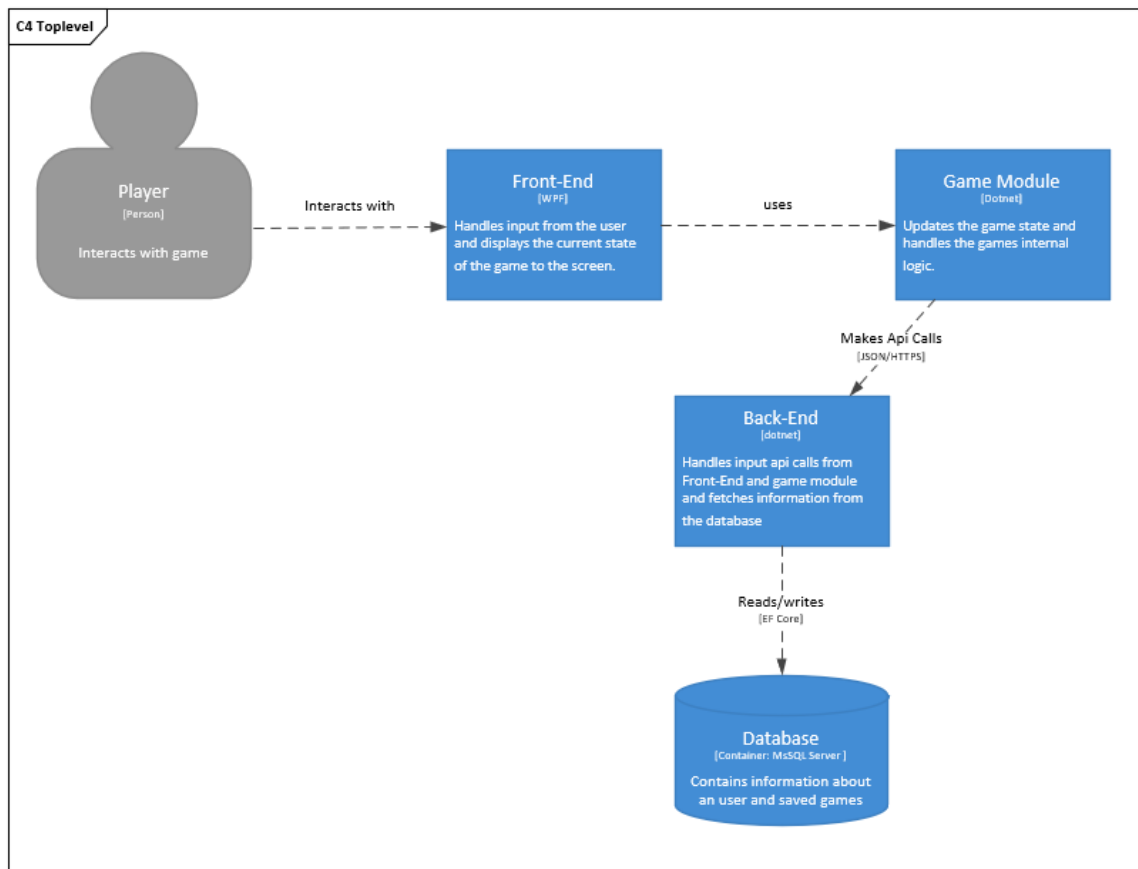 C4 Toplevel
Player
[Person]
Interacts with game
Interacts with
Front-End
[WPF]
Handles input from the user
and displays the current state
of the game to the screen.
uses
Game Module
[Dotnet]
Updates the game state and
handles the games internal
logic.
Makes Api Calls
[JSON/HTTPS]
Back-End
[dotnet]
Handles input api calls from
Front-End and game module
and fetches information from
the database
Reads/writes
[EF Core]
Database
[Container: MsSQL Server ]
Contains information about
an user and saved games